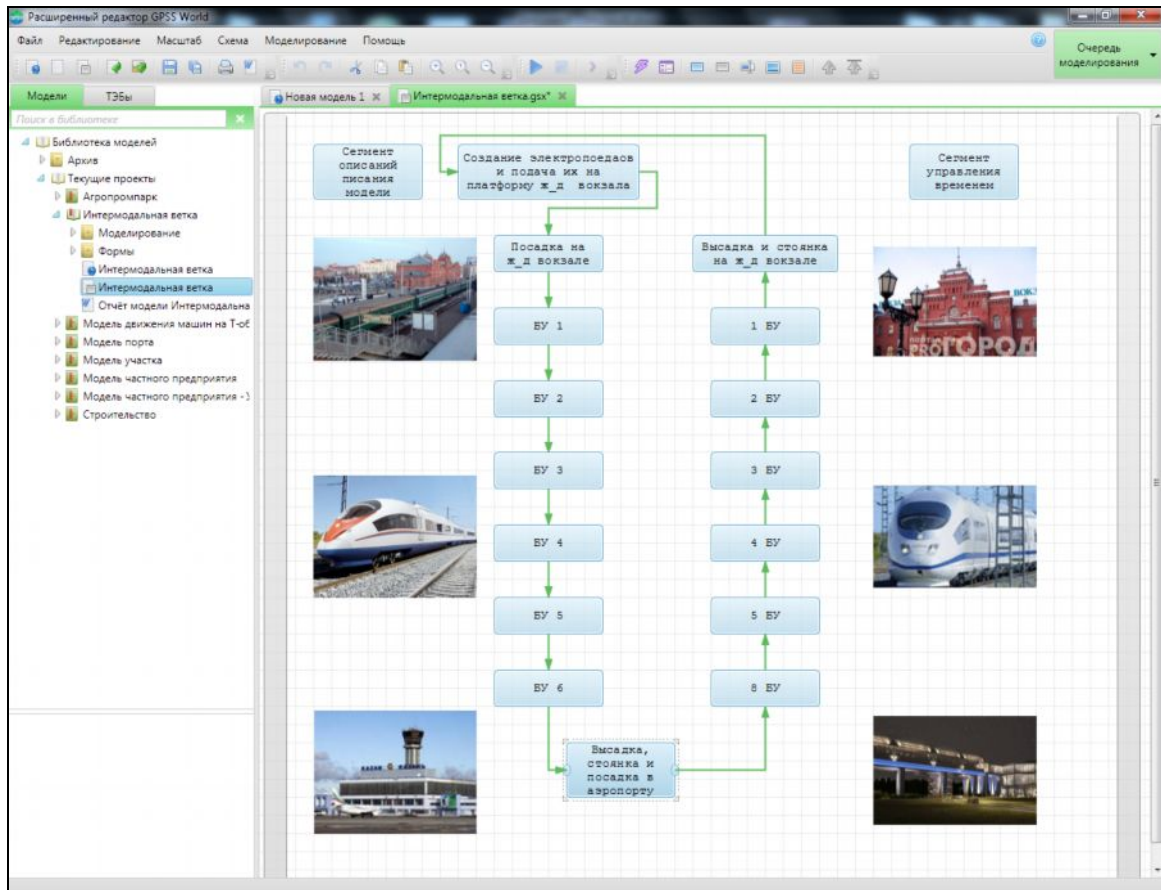 Расширенный редактор GPSS World
Файл Редактирование Масштаб Схема Моделирование Помощь
Очередь
моделирования
Модели ТЭБы
Новая модель 1 Интермодальная ветка.gsx*
Поиск в библиотеке
Библиотека моделей
Архив
Текущие проекты
Агропромпарк
Интермодальная ветка
Моделирование
Формы
Интермодальная ветка
Интермодальная ветка
Отчёт модели Интермодальна
Модель движения машин на Т-об
Модель порта
Модель участка
Модель частного предприятия
Модель частного предприятия -
Строительство
Сегмент
описаний
писания
модели
Создание электропоедаов
и подача их на
платформу ж_д вокзала
Сегмент
управления
временем
Посадка на
ж_д вокзале
Высадка и стоянка
на ж_д вокзале
БУ 1
1 БУ
БУ 2
2 БУ
БУ 3
3 БУ
БУ 4
4 БУ
БУ 5
5 БУ
БУ 6
8 БУ
Высадка,
стоянка и
посадка в
аэропорту
ВОКЗ
PRO ГОРОД